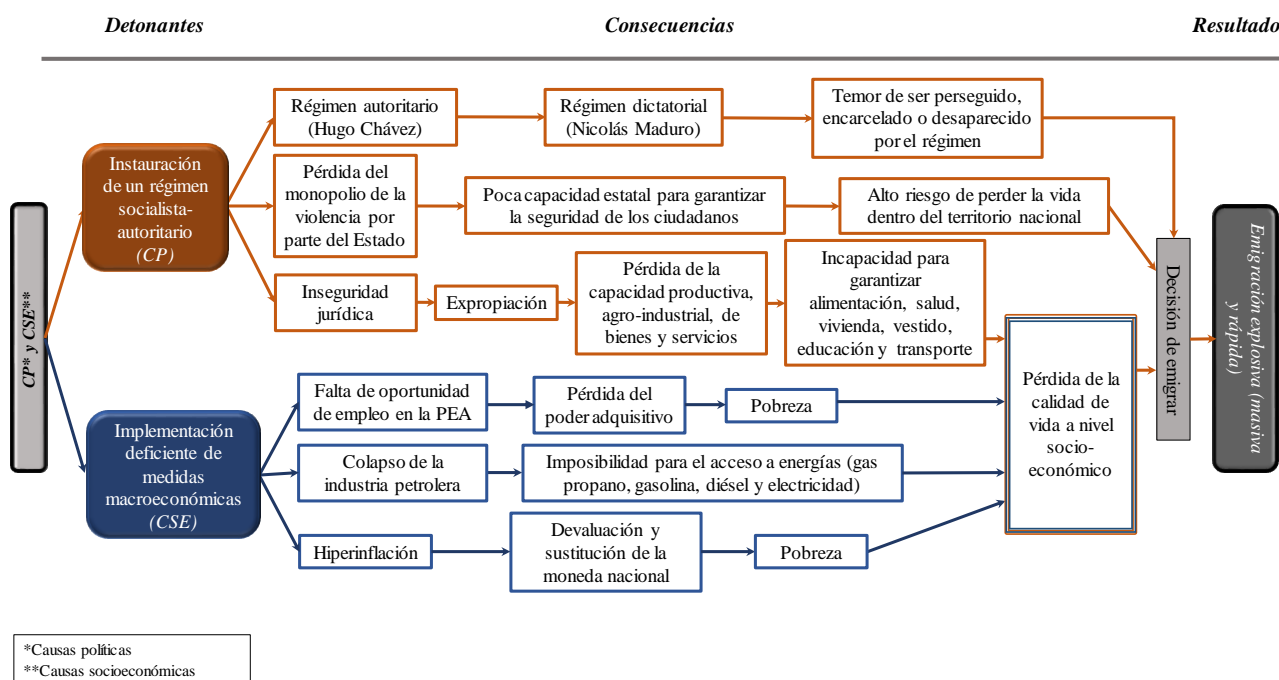 Detonantes
Consecuencias
Resultado
CP* y CSE**
Instauración
de un régimen
socialista-
autoritario
(CP)
Régimen autoritario
(Hugo Chávez)
Régimen dictatorial
(Nicolás Maduro)
Temor de ser perseguido,
encarcelado o desaparecido
por el régimen
Pérdida del
monopolio de la
violencia por
parte del Estado
Poca capacidad estatal para garantizar
la seguridad de los ciudadanos
Alto riesgo de perder la vida
dentro del territorio nacional
Inseguridad
jurídica
Expropiación
Pérdida de la
capacidad productiva,
agro-industrial, de
bienes y servicios
Incapacidad para
garantizar
alimentación, salud,
vivienda, vestido,
educación y transporte
Implementación
deficiente de
medidas
macroeconómicas
(CSE)
Falta de oportunidad
de empleo en la PEA
Pérdida del
poder adquisitivo
Pobreza
Colapso de la
industria petrolera
Imposibilidad para el acceso a energías (gas
propano, gasolina, diésel y electricidad)
Hiperinflación
Devaluación y
sustitución de la
moneda nacional
Pobreza
Pérdida de la
calidad de
vida a nivel
socio-
económico
Decisión de emigrar
Emigración explosiva (masiva
y rápida)
*Causas políticas
**Causas socioeconómicas